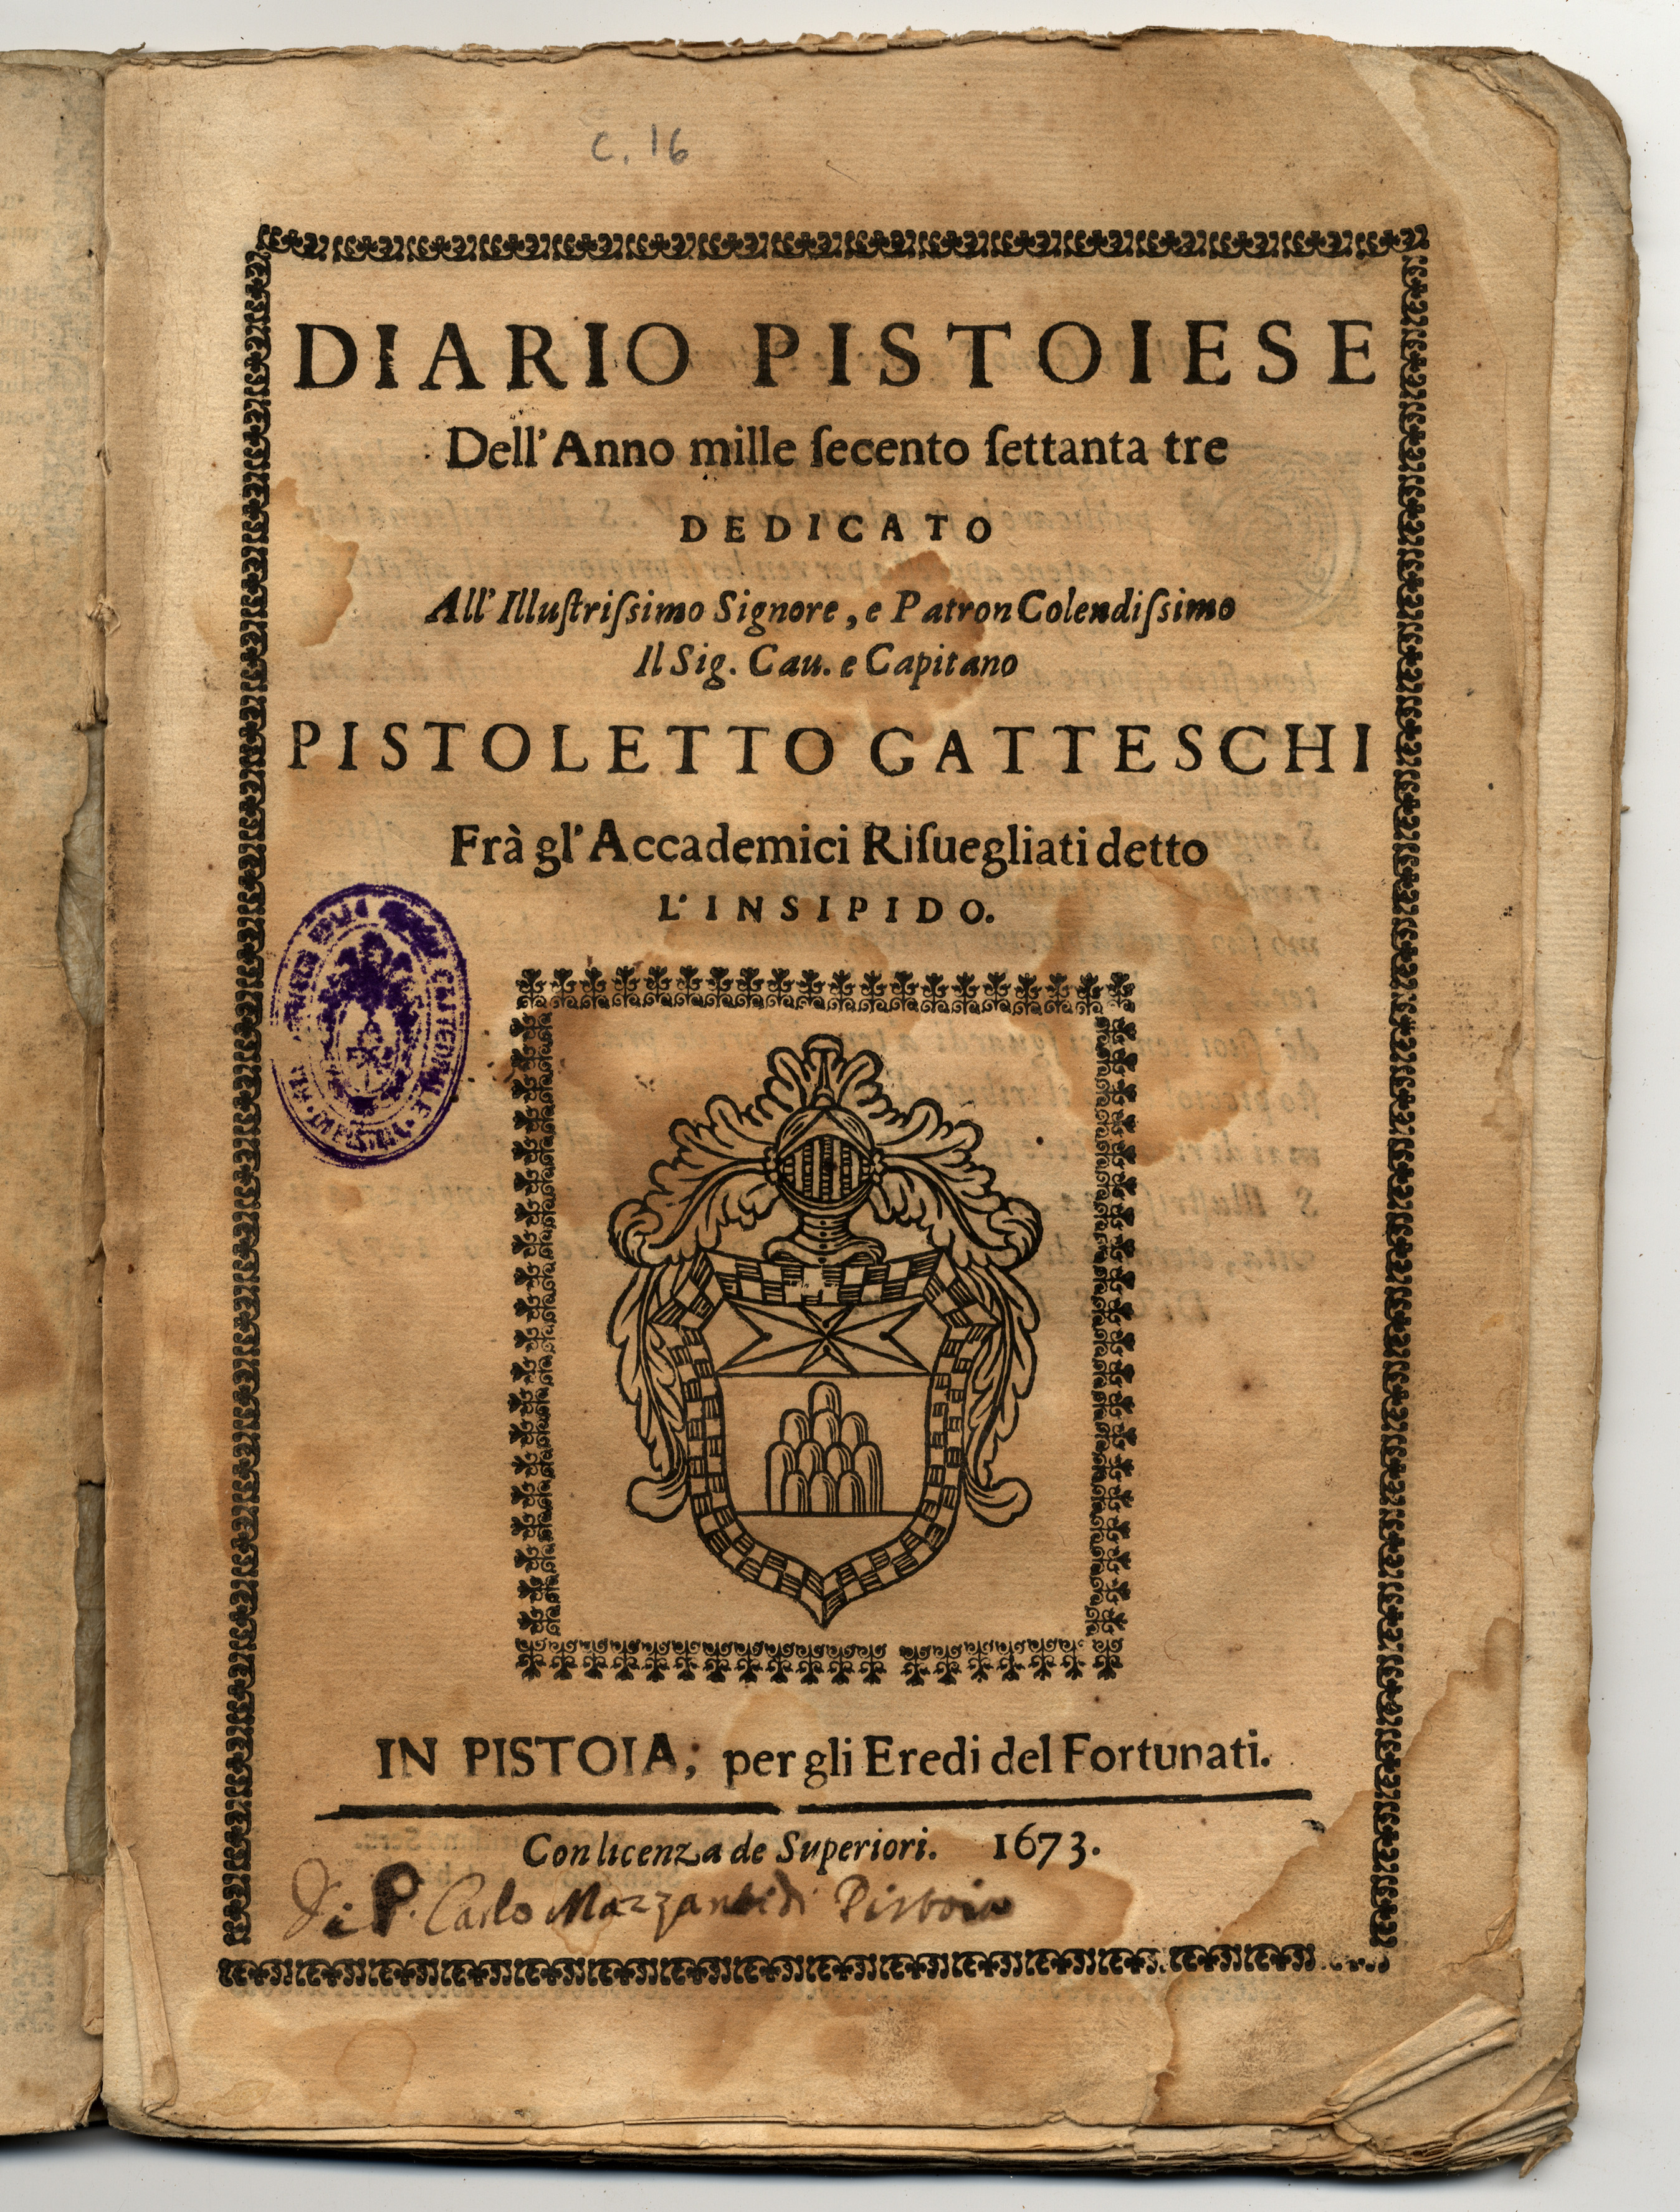 c. 16
DIARIO PISTOIESE
Dell'Anno mille ſecento ſettanta tre
DEDICATO
All' Illuſtriſsimo Signore, e Patron Colendiſsimo
Il Sig. Cau. e Capitano
PISTOLETTO GATTESCHI
Frà gl'Accademici Riſuegliati detto
L'INSIPIDO.
CATTEDRALE
IN PISTOIA, per gli Eredi del Fortunati.
Con licenza de Superiori. 1673.
Di P. Carlo Mazzanti di Pistoia